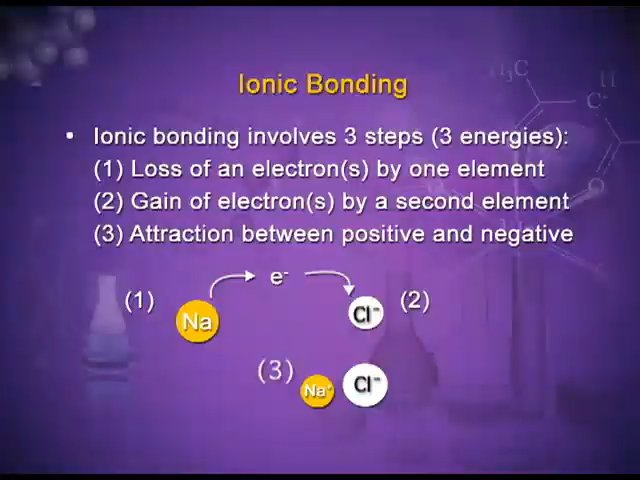 Ionic Bonding
• Ionic bonding involves 3 steps (3 energies):
(1) Loss of an electron(s) by one element
(2) Gain of electron(s) by a second element
(3) Attraction between positive and negative
(1) Na e⁻ Cl⁻ (2)
(3) Na⁺ Cl⁻
H₃C
H
C
O